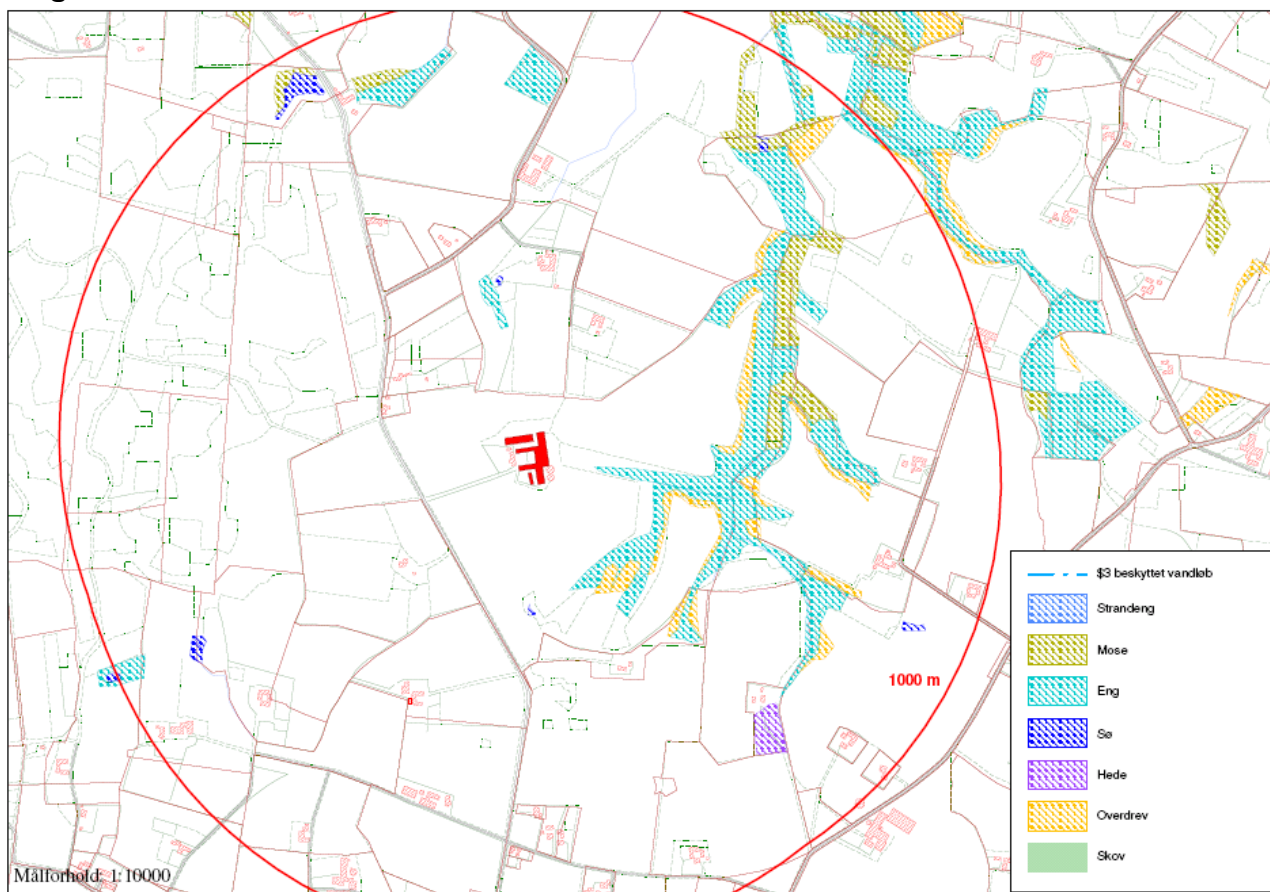 1000 m
$3 beskyttet vandløb
Strandeng
Mose
Eng
Sø
Hede
Overdrev
Skov
Målforhold: 1:10000